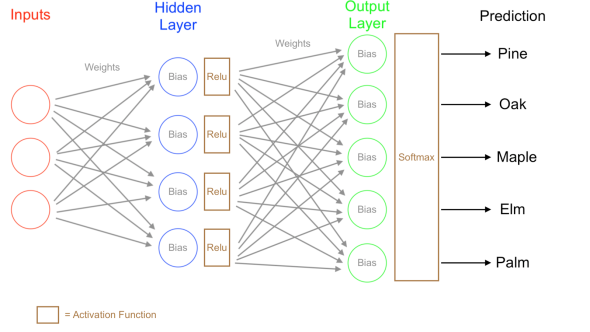 Inputs
Hidden
Layer
Output
Layer
Prediction
Weights
Weights
Bias
Relu
Bias
Relu
Bias
Relu
Bias
Relu
Bias
Bias
Bias
Bias
Bias
Softmax
Pine
Oak
Maple
Elm
Palm
= Activation Function